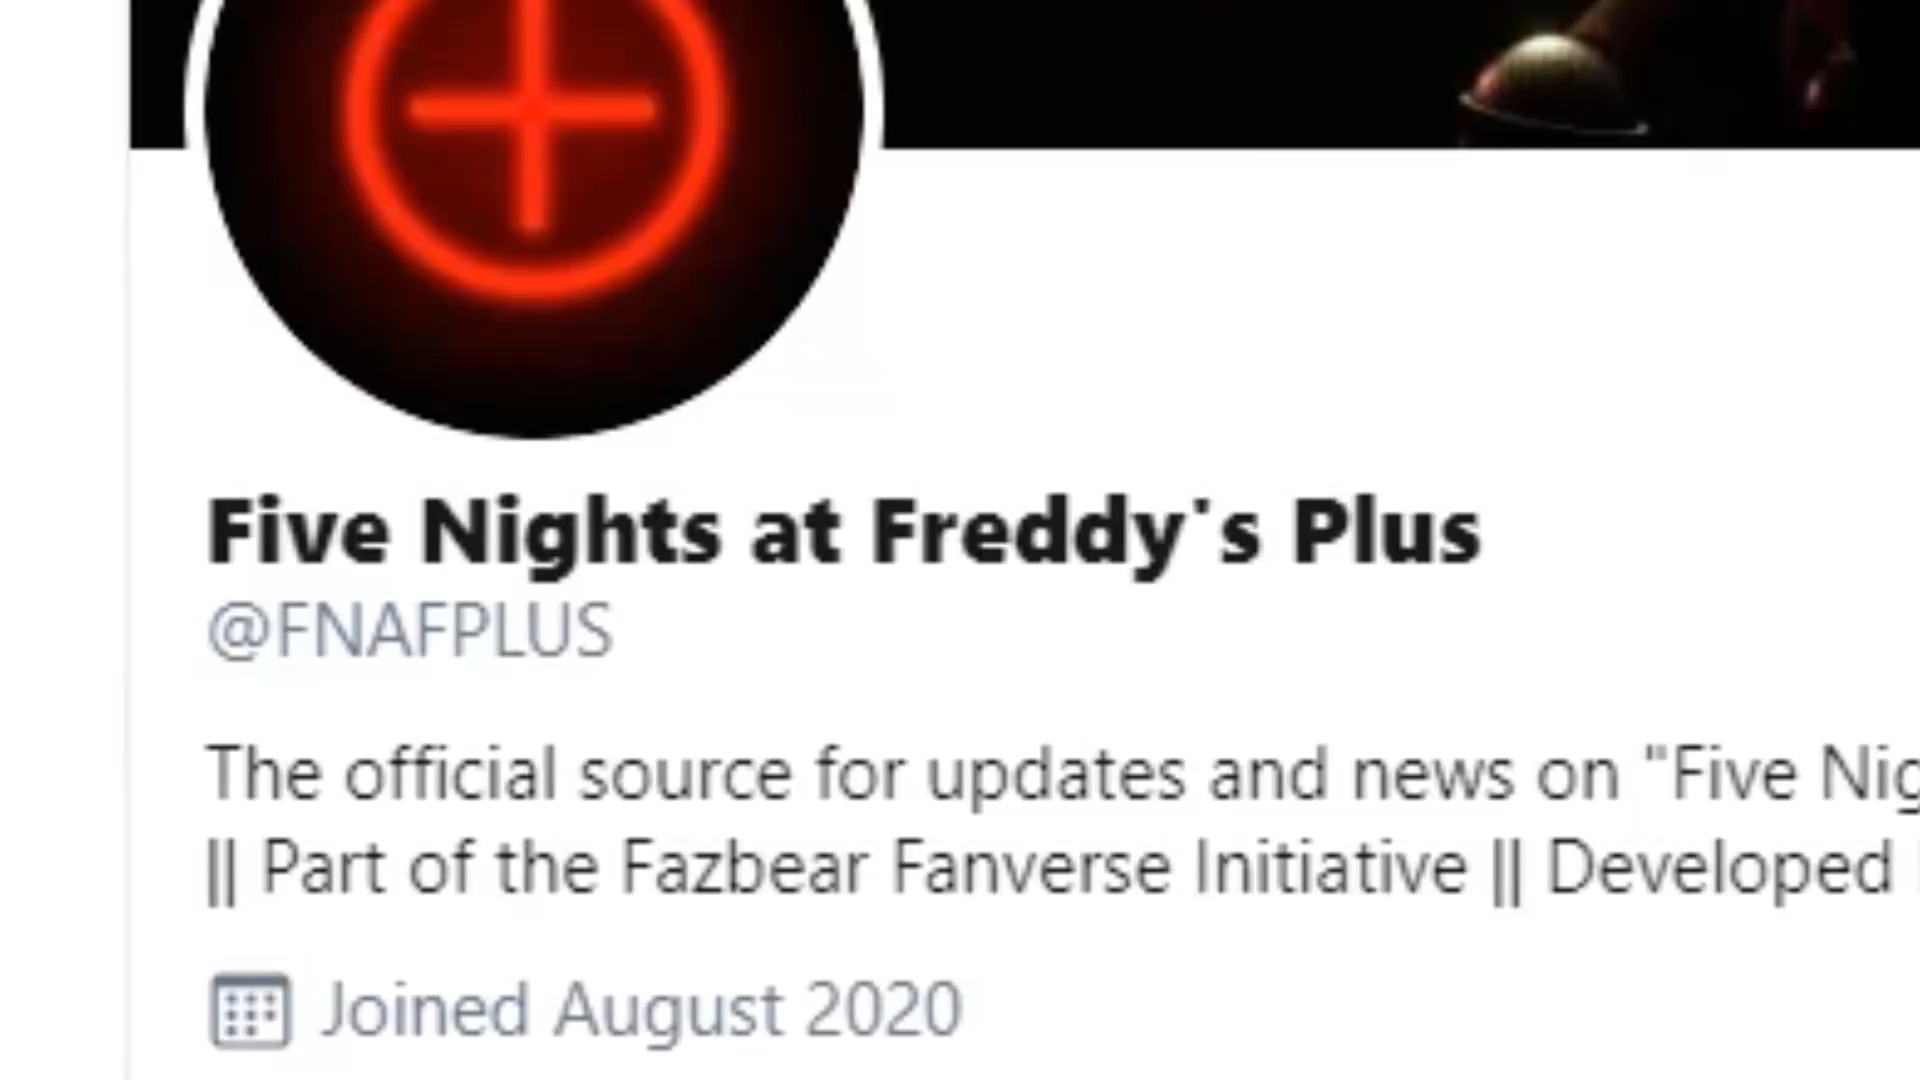 Five Nights at Freddy's Plus
@FNAFPLUS
The official source for updates and news on "Five
|| Part of the Fazbear Fanverse Initiative || Developed
Joined August 2020